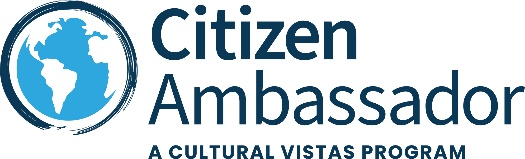 Citizen
Ambassador
A CULTURAL VISTAS PROGRAM